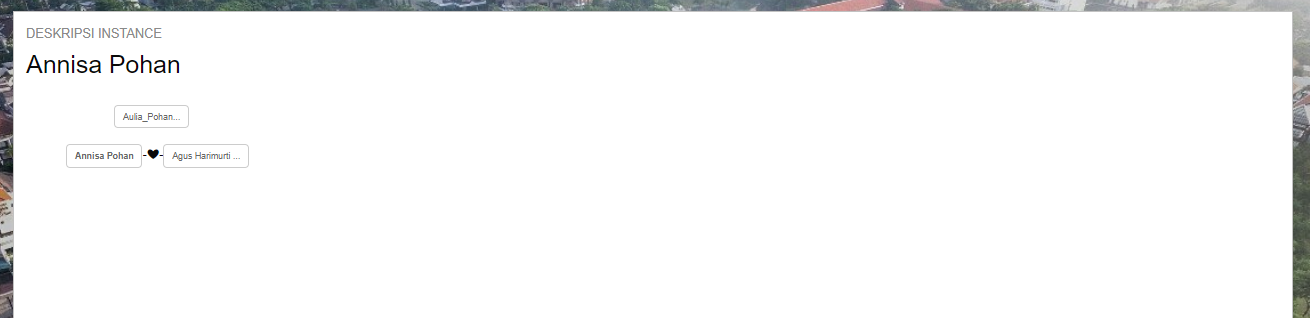 DESKRIPSI INSTANCE
Annisa Pohan
Aulia_Pohan...
Annisa Pohan -♥- Agus Harimurti ...